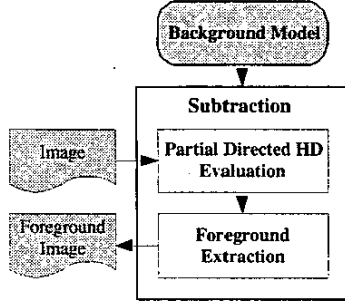 Background Model
Subtraction
Image
Partial Directed HD
Evaluation
Foreground
Image
Foreground
Extraction